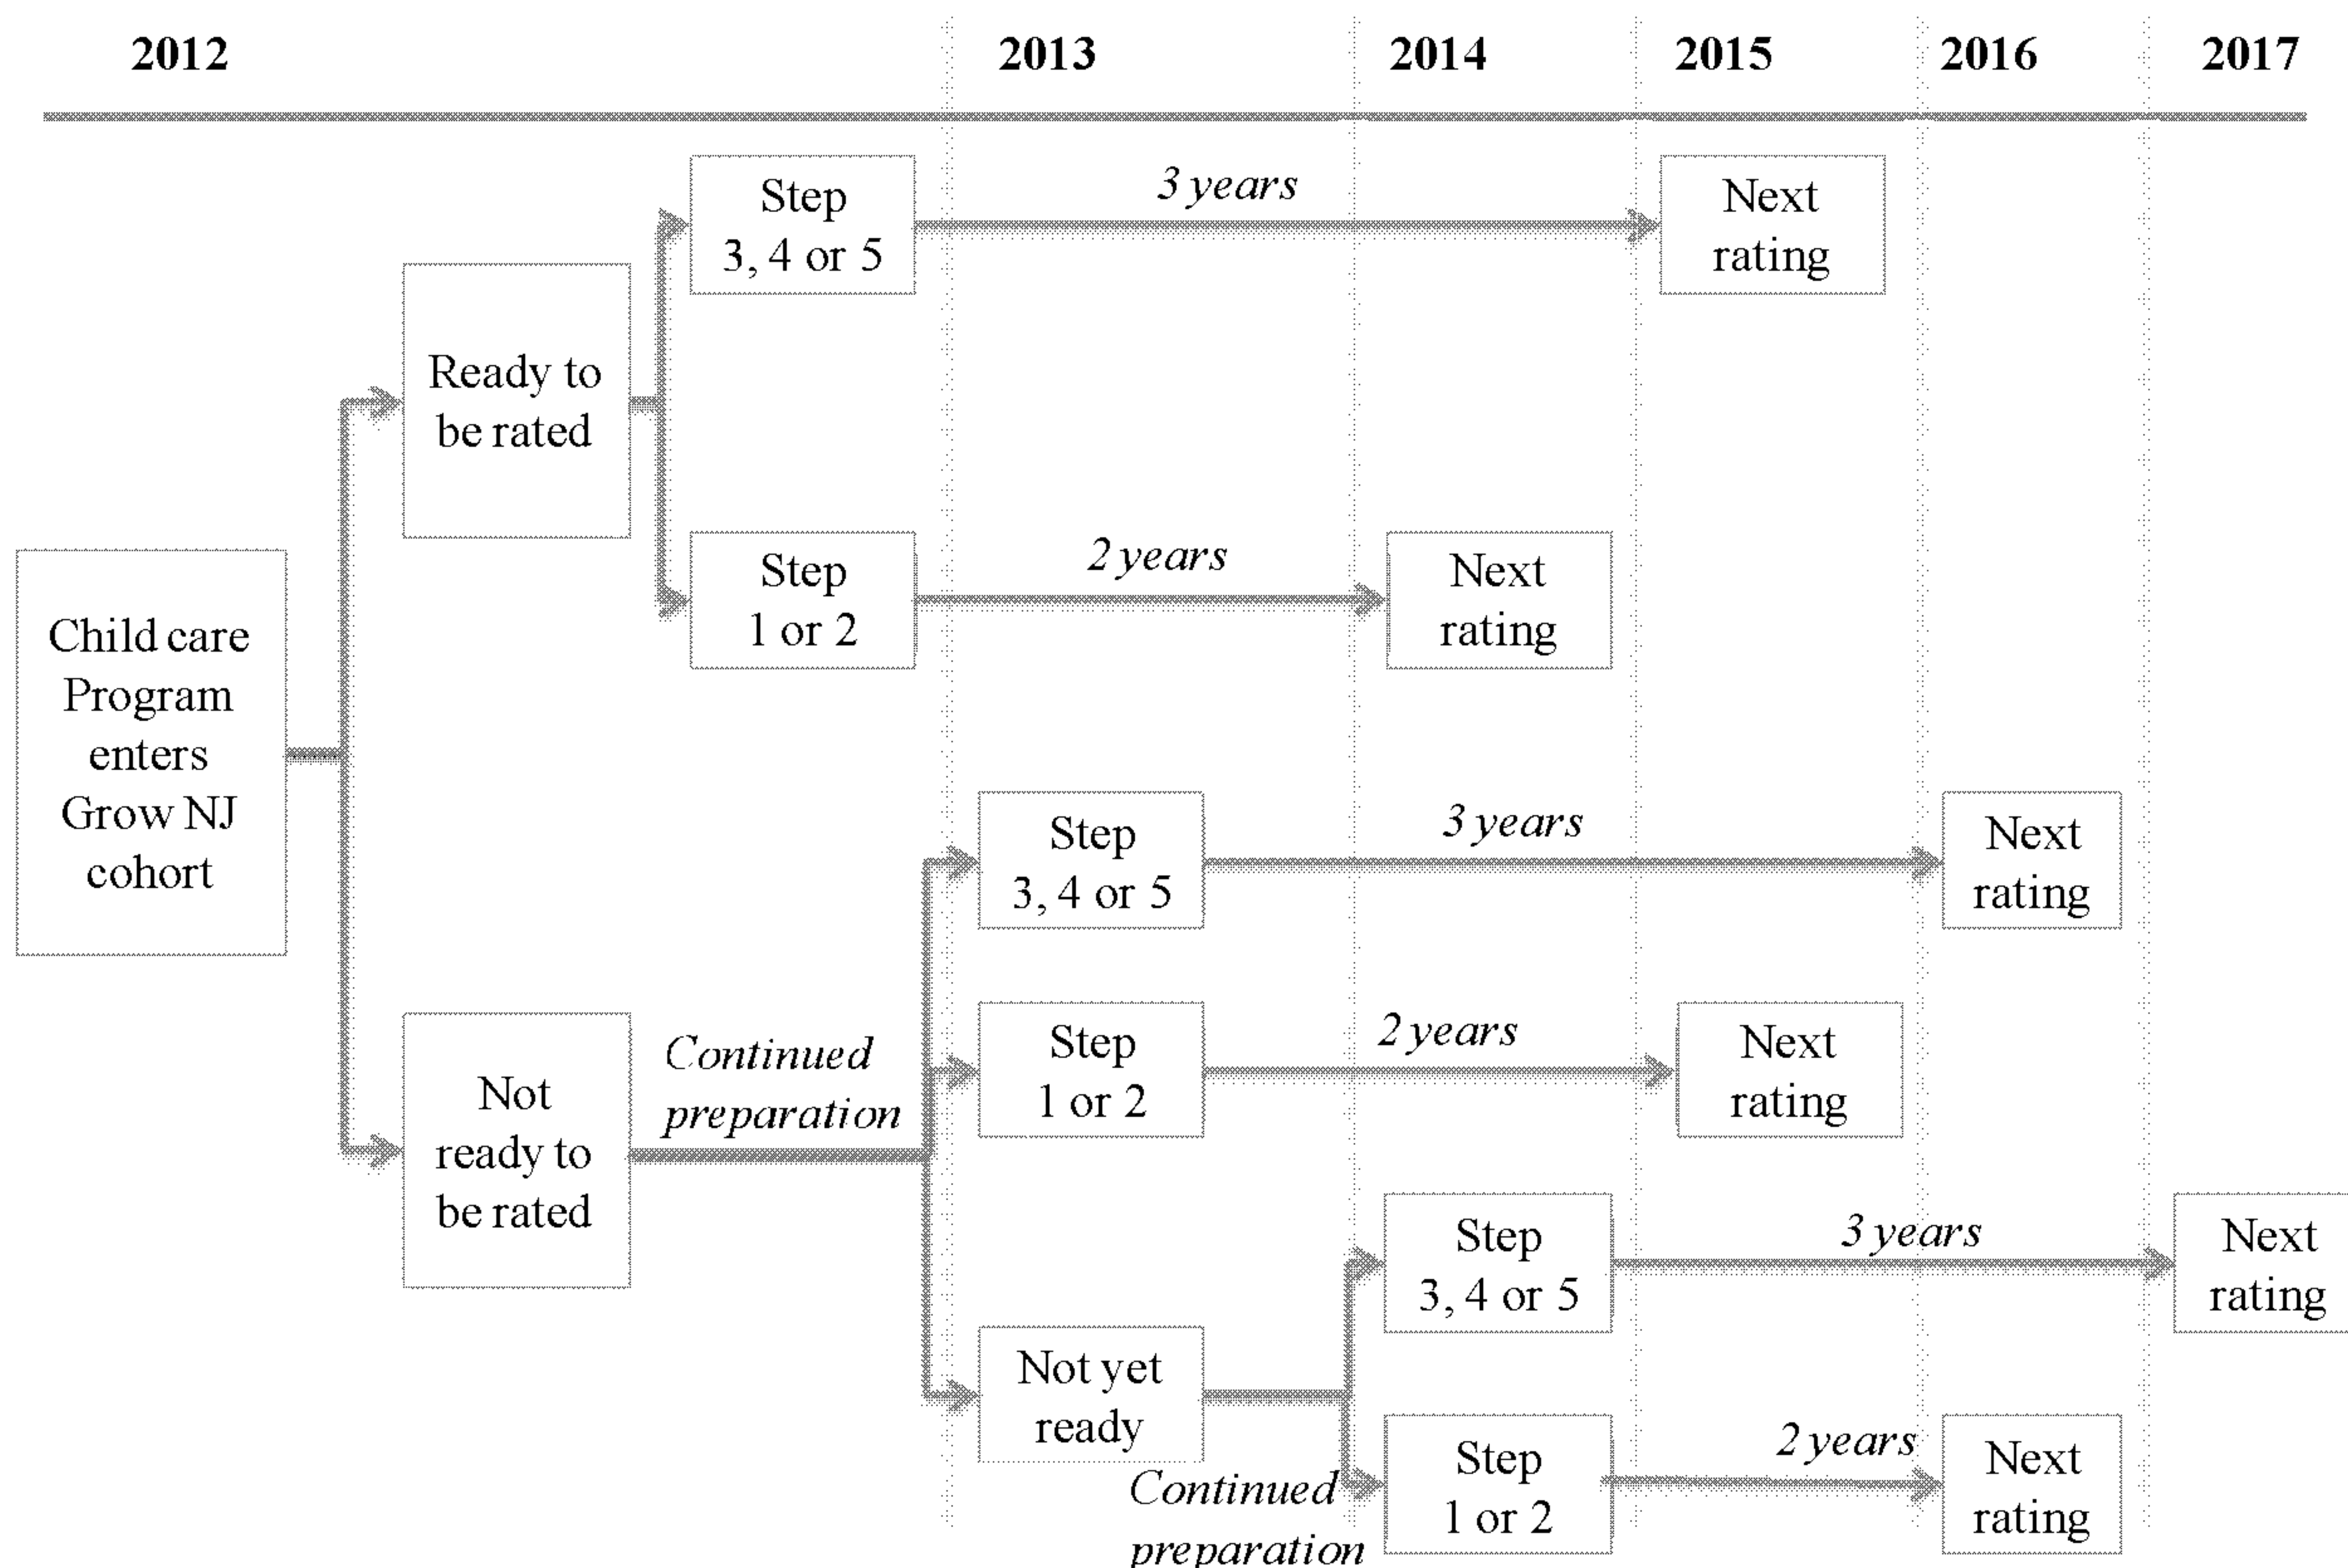 2012
2013
2014
2015
2016
2017
Step
3, 4 or 5
3 years
Next
rating
Ready to
be rated
Step
1 or 2
2 years
Next
rating
Child care
Program
enters
Grow NJ
cohort
Step
3, 4 or 5
3 years
Next
rating
Not
ready to
be rated
Continued
preparation
Step
1 or 2
2 years
Next
rating
Step
3, 4 or 5
3 years
Next
rating
Not yet
ready
Continued
preparation
Step
1 or 2
2 years
Next
rating